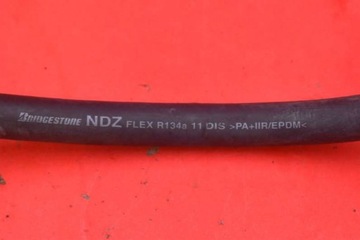 BRIDGESTONE NDZ FLEX R134a 11 DIS >PA+IIR/EPDM<